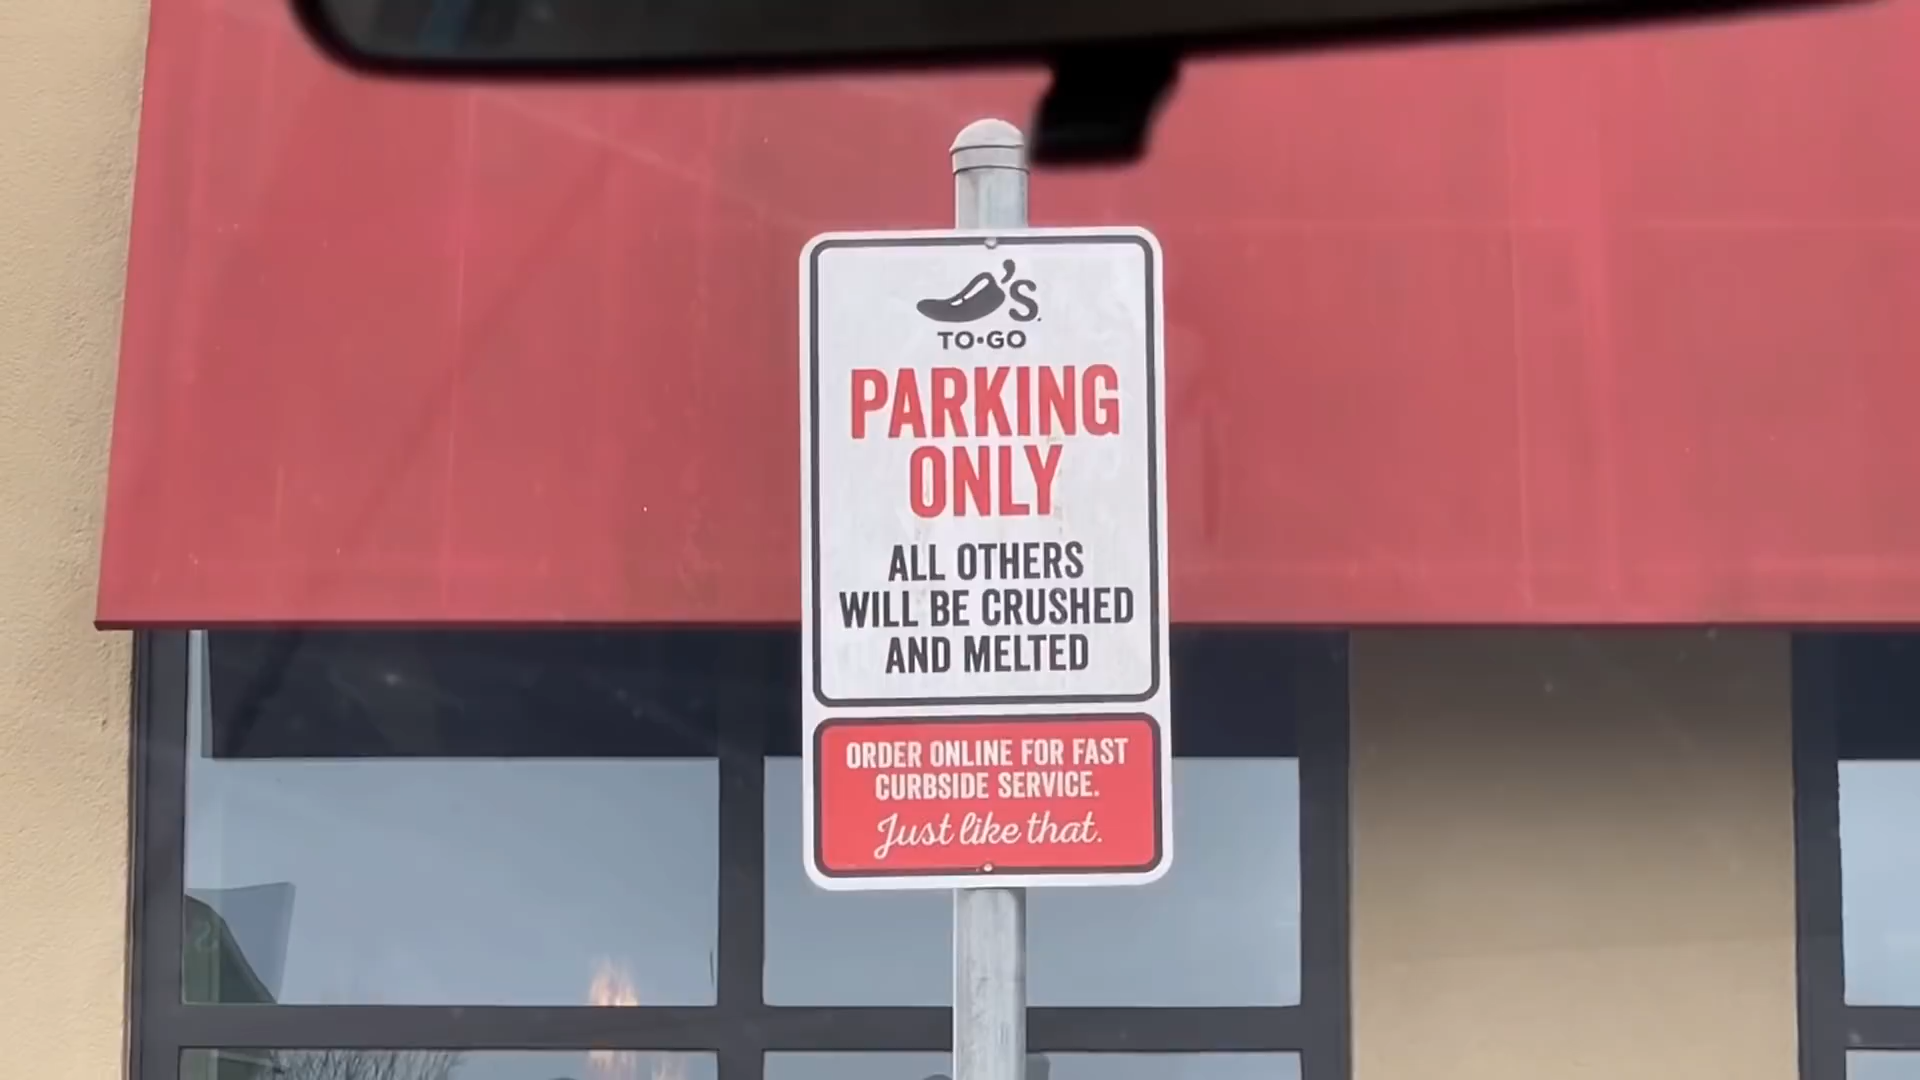 'S.
TO•GO
PARKING
ONLY
ALL OTHERS
WILL BE CRUSHED
AND MELTED
ORDER ONLINE FOR FAST
CURBSIDE SERVICE.
Just like that.